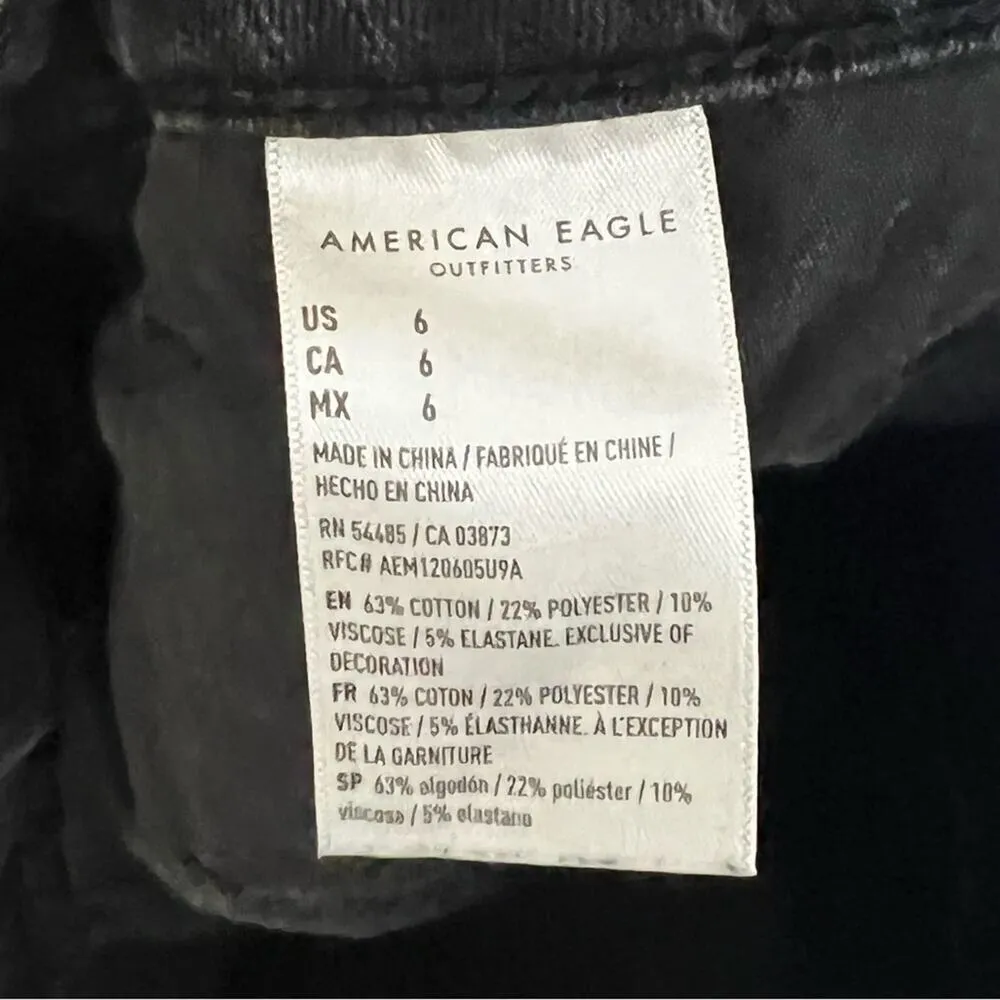 AMERICAN EAGLE
OUTFITTERS
US 6
CA 6
MX 6
MADE IN CHINA / FABRIQUÉ EN CHINE /
HECHO EN CHINA
RN 54485 / CA 03873
RFC# AEM120605U9A
EN 63% COTTON / 22% POLYESTER / 10%
VISCOSE / 5% ELASTANE. EXCLUSIVE OF
DECORATION
FR 63% COTON / 22% POLYESTER / 10%
VISCOSE / 5% ÉLASTHANNE. À L'EXCEPTION
DE LA GARNITURE
SP 63% algodón / 22% poliéster / 10%
viscosa / 5% elastano